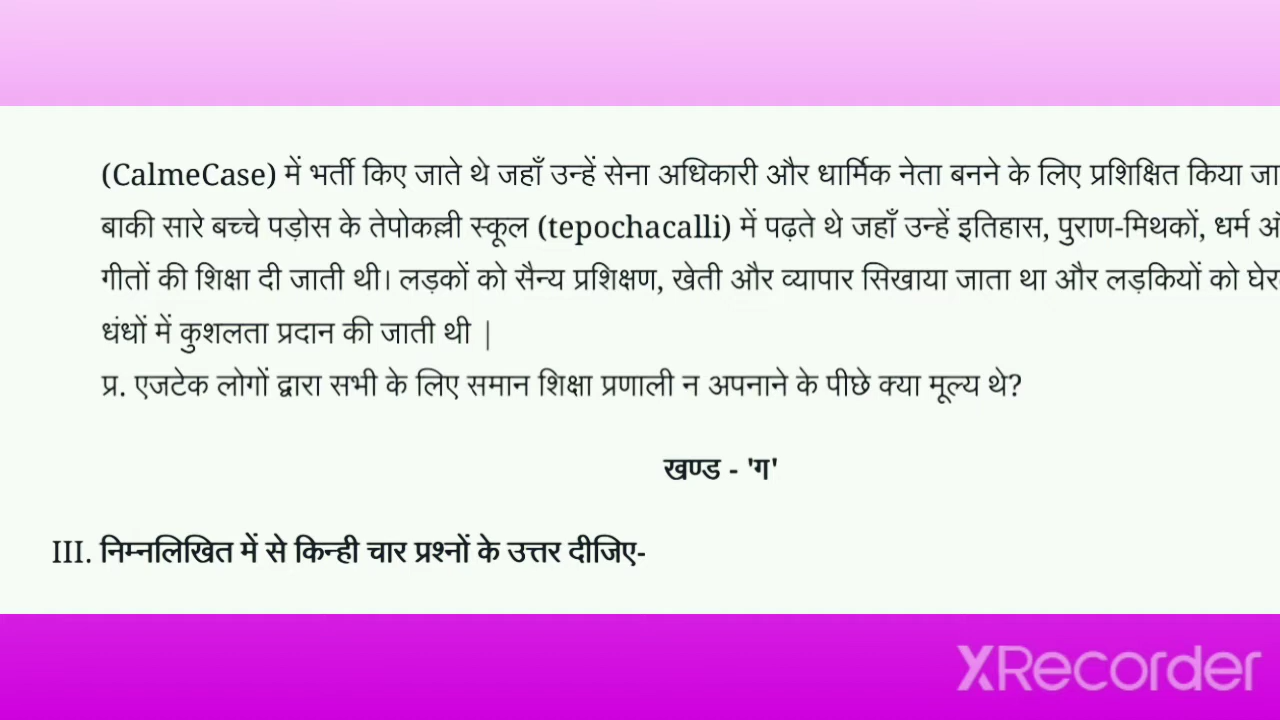 (CalmeCase) में भर्ती किए जाते थे जहाँ उन्हें सेना अधिकारी और धार्मिक नेता बनने के लिए प्रशिक्षित किया जा
बाकी सारे बच्चे पड़ोस के तेपोकल्ली स्कूल (tepochacalli) में पढ़ते थे जहाँ उन्हें इतिहास, पुराण-मिथकों, धर्म
गीतों की शिक्षा दी जाती थी। लड़कों को सैन्य प्रशिक्षण, खेती और व्यापार सिखाया जाता था और लड़कियों को
धंधों में कुशलता प्रदान की जाती थी |
प्र. एजटेक लोगों द्वारा सभी के लिए समान शिक्षा प्रणाली न अपनाने के पीछे क्या मूल्य थे?
खण्ड - 'ग'
III. निम्नलिखित में से किन्ही चार प्रश्नों के उत्तर दीजिए-
XRecorder